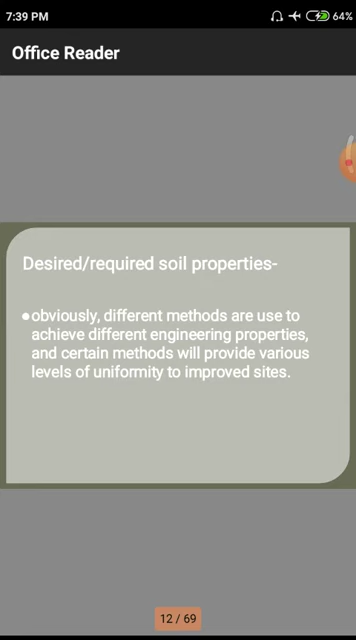 7:39 PM
64%
Office Reader
Desired/required soil properties-
●obviously, different methods are use to
achieve different engineering properties,
and certain methods will provide various
levels of uniformity to improved sites.
12 / 69